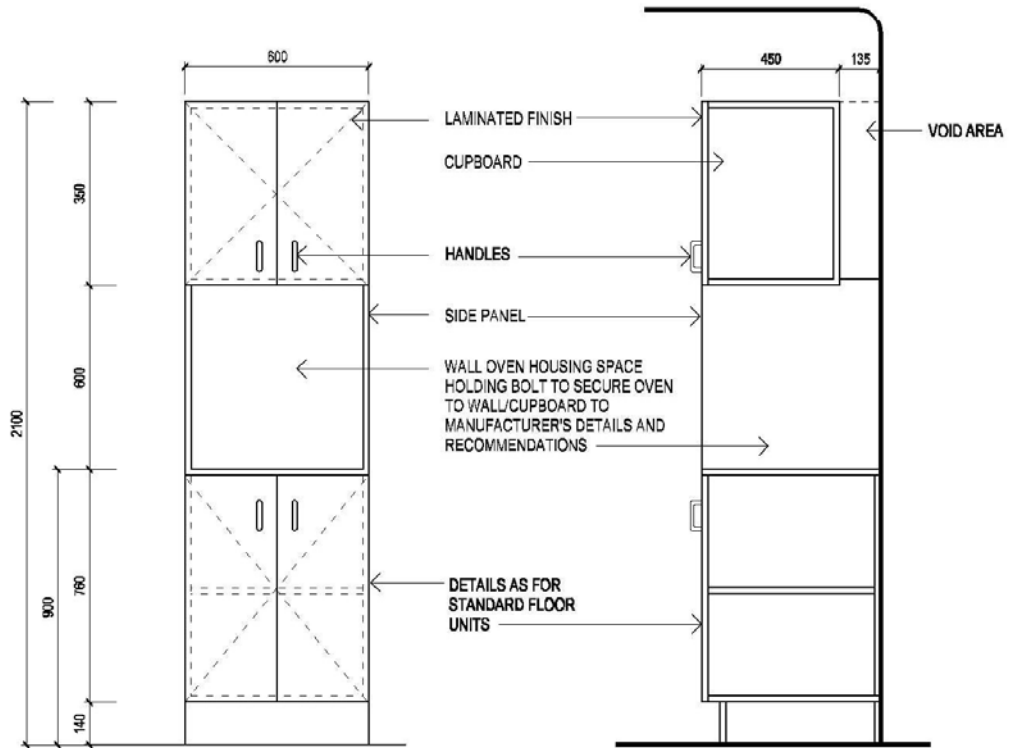 600
450
135
LAMINATED FINISH
VOID AREA
CUPBOARD
350
HANDLES
SIDE PANEL
WALL OVEN HOUSING SPACE
HOLDING BOLT TO SECURE OVEN
TO WALL/CUPBOARD TO
MANUFACTURER'S DETAILS AND
RECOMMENDATIONS
600
2100
DETAILS AS FOR
STANDARD FLOOR
UNITS
760
900
140